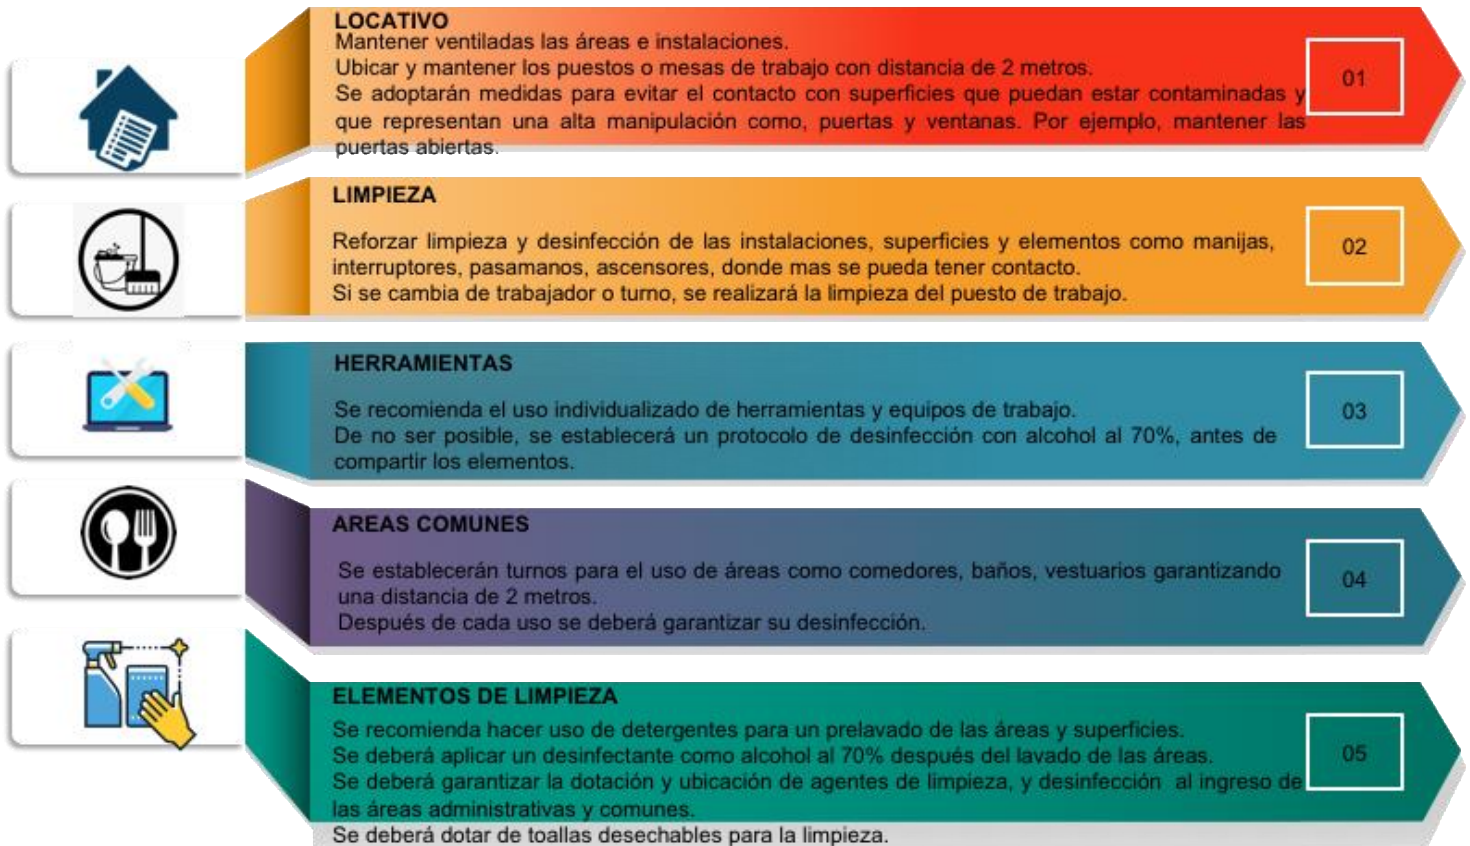 LOCATIVO
Mantener ventiladas las áreas e instalaciones.
Ubicar y mantener los puestos o mesas de trabajo con distancia de 2 metros.
Se adoptarán medidas para evitar el contacto con superficies que puedan estar contaminadas y
que representan una alta manipulación como, puertas y ventanas. Por ejemplo, mantener las
puertas abiertas.
01
LIMPIEZA
Reforzar limpieza y desinfección de las instalaciones, superficies y elementos como manijas,
interruptores, pasamanos, ascensores, donde mas se pueda tener contacto.
Si se cambia de trabajador o turno, se realizará la limpieza del puesto de trabajo.
02
HERRAMIENTAS
Se recomienda el uso individualizado de herramientas y equipos de trabajo.
De no ser posible, se establecerá un protocolo de desinfección con alcohol al 70%, antes de
compartir los elementos.
03
AREAS COMUNES
Se establecerán turnos para el uso de áreas como comedores, baños, vestuarios garantizando
una distancia de 2 metros.
Después de cada uso se deberá garantizar su desinfección.
04
ELEMENTOS DE LIMPIEZA
Se recomienda hacer uso de detergentes para un prelavado de las áreas y superficies.
Se deberá aplicar un desinfectante como alcohol al 70% después del lavado de las áreas.
Se deberá garantizar la dotación y ubicación de agentes de limpieza, y desinfección al ingreso de
las áreas administrativas y comunes.
Se deberá dotar de toallas desechables para la limpieza.
05